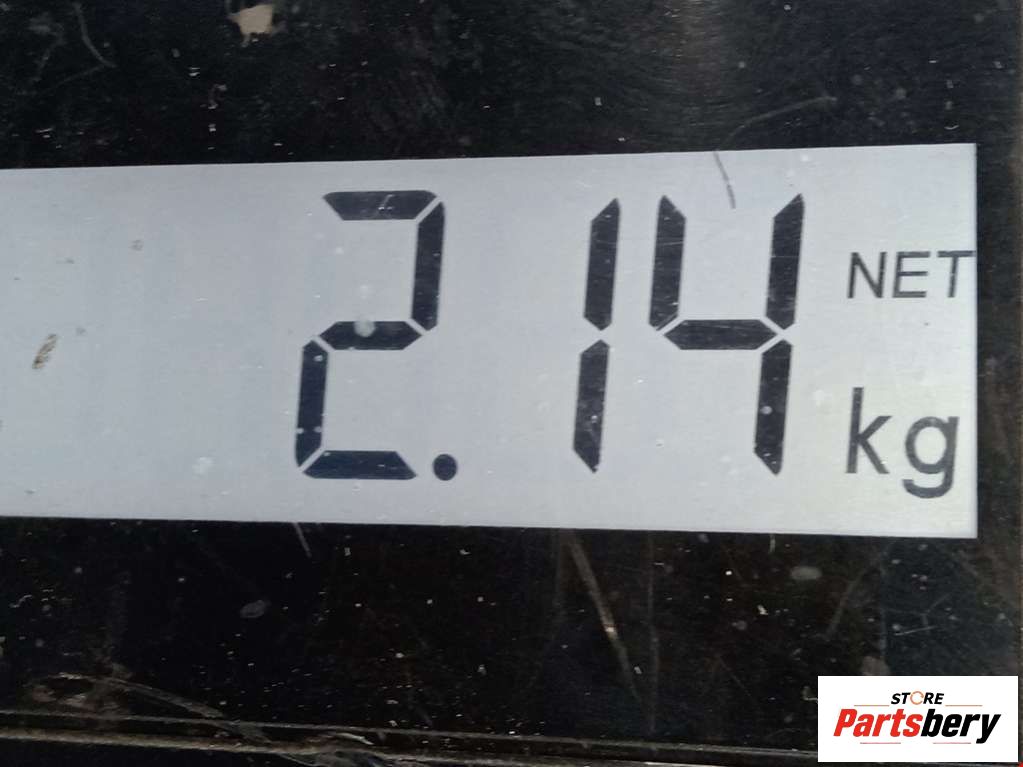 2.14 NET
kg
STORE
Partsbery